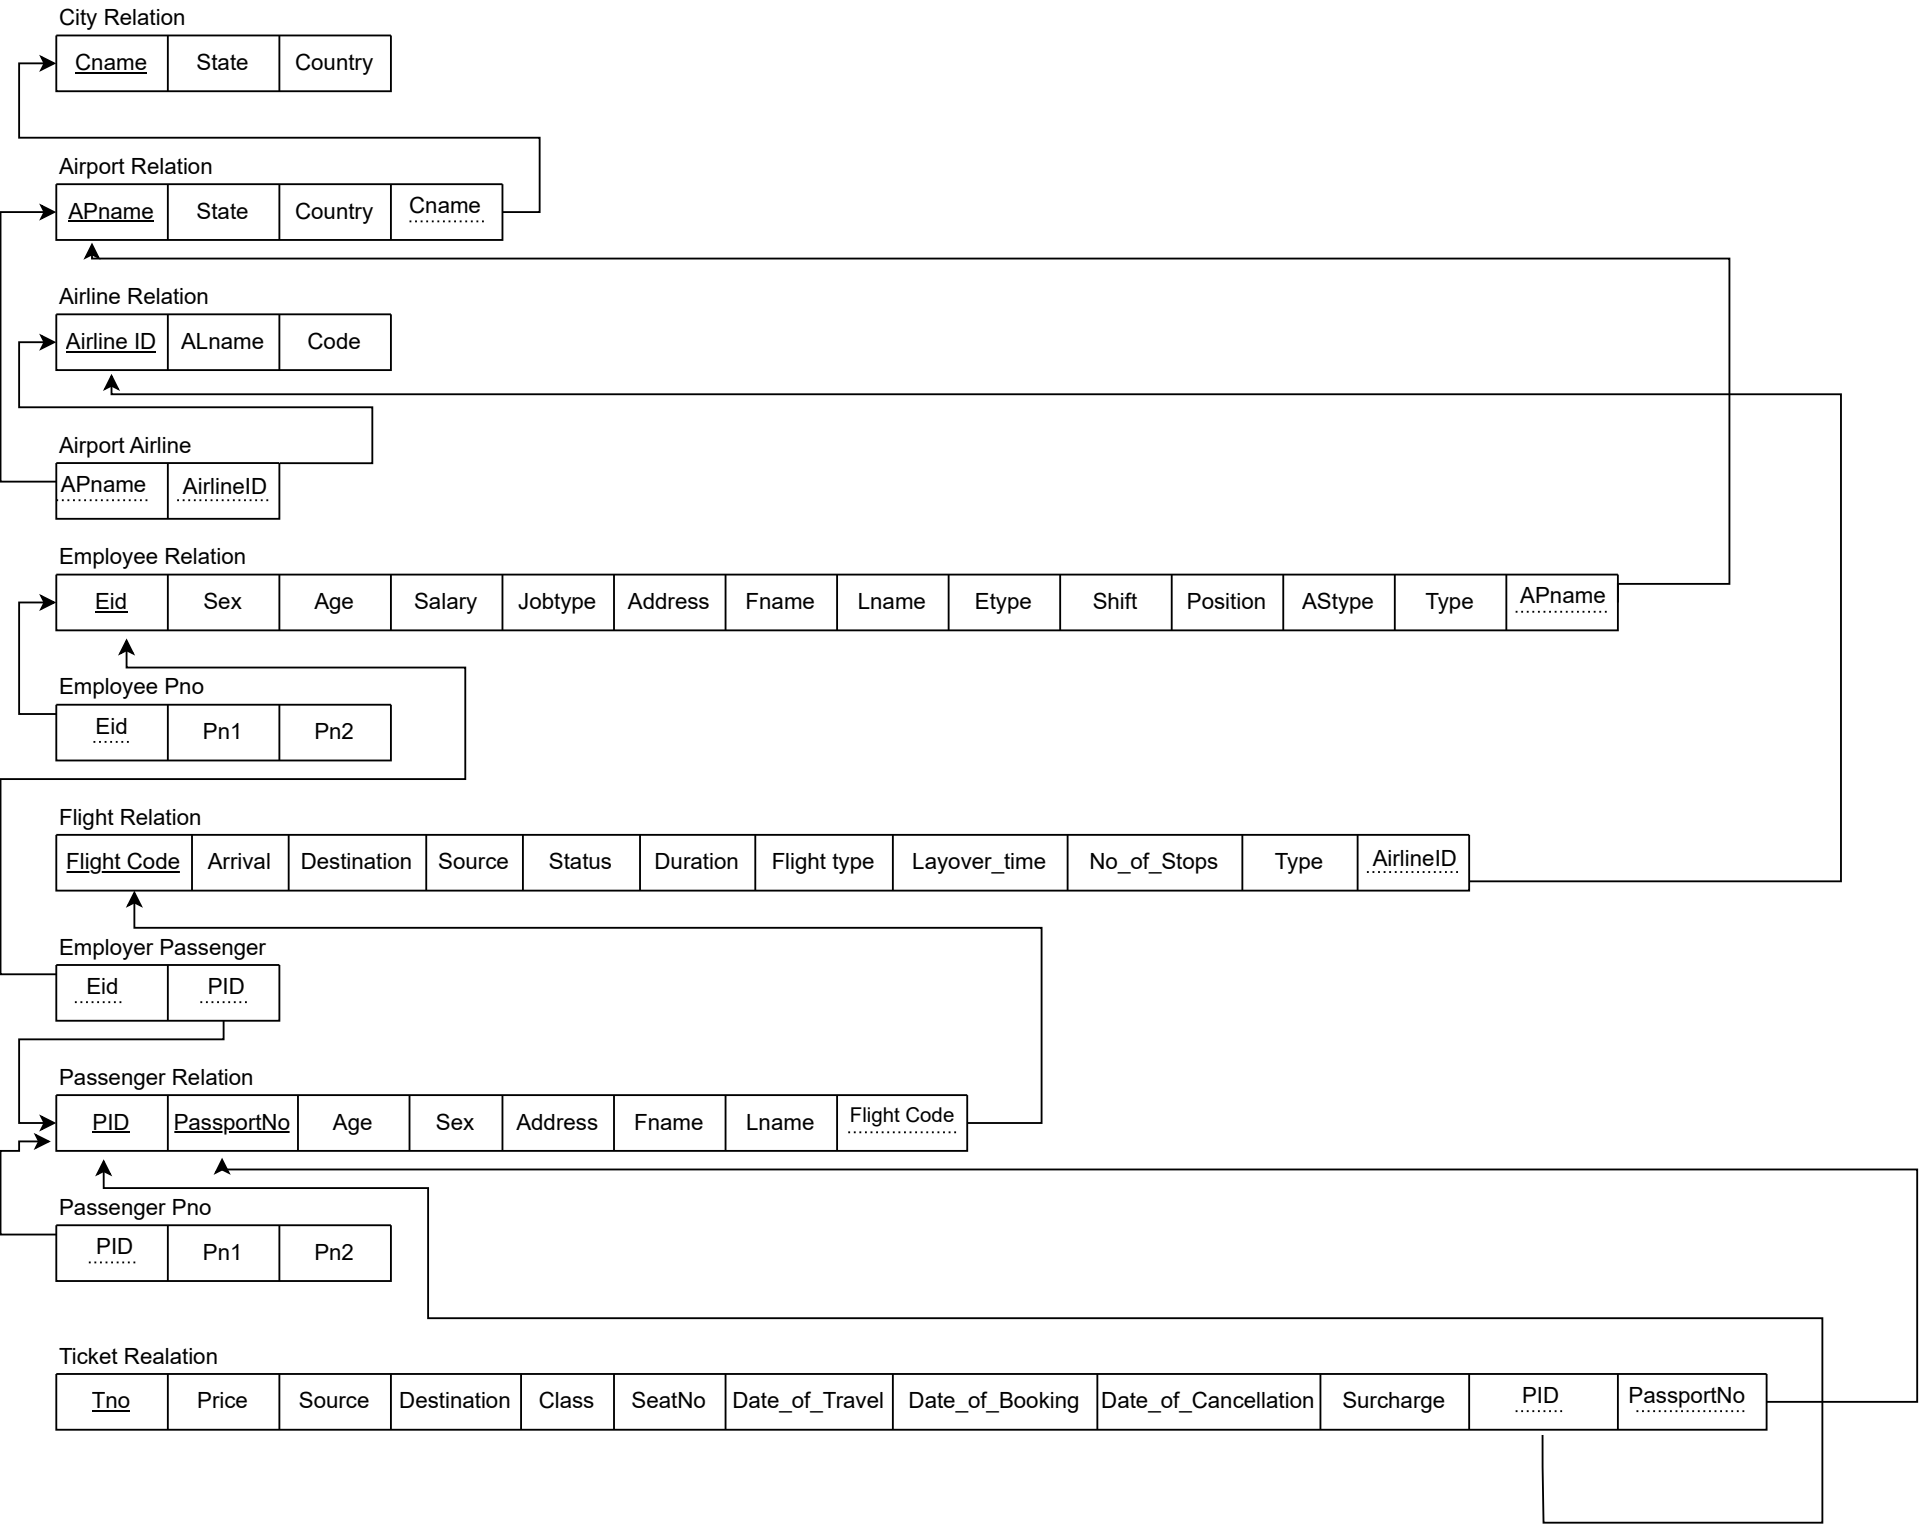 City Relation
Cname State Country
Airport Relation
APname State Country Cname
Airline Relation
Airline ID ALname Code
Airport Airline
APname AirlineID
Employee Relation
Eid Sex Age Salary Jobtype Address Fname Lname Etype Shift Position AStype Type APname
Employee Pno
Eid Pn1 Pn2
Flight Relation
Flight Code Arrival Destination Source Status Duration Flight type Layover_time No_of_Stops Type AirlineID
Employer Passenger
Eid PID
Passenger Relation
PID PassportNo Age Sex Address Fname Lname Flight Code
Passenger Pno
PID Pn1 Pn2
Ticket Realation
Tno Price Source Destination Class SeatNo Date_of_Travel Date_of_Booking Date_of_Cancellation Surcharge PID PassportNo